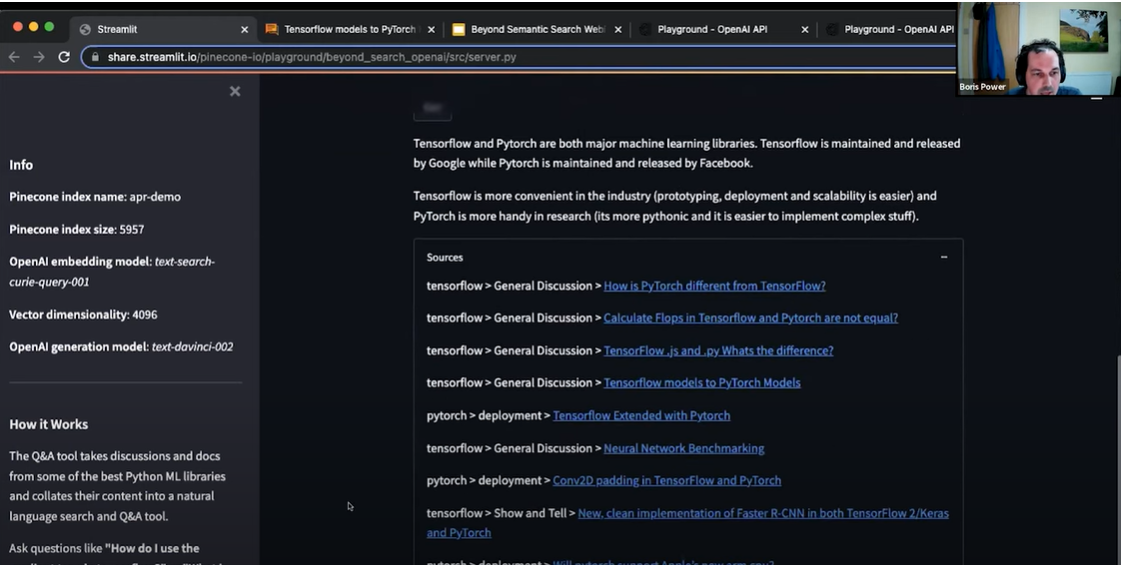 Streamlit
Tensorflow models to PyTorch
Beyond Semantic Search Web
Playground - OpenAI API
Playground - OpenAI API
share.streamlit.io/pinecone-io/playground/beyond_search_openai/src/server.py
Boris Power
Info
Pinecone index name: apr-demo
Pinecone index size: 5957
OpenAI embedding model: text-search-
curie-query-001
Vector dimensionality: 4096
OpenAI generation model: text-davinci-002
How it Works
The Q&A tool takes discussions and docs
from some of the best Python ML libraries
and collates their content into a natural
language search and Q&A tool.
Ask questions like "How do I use the
Tensorflow and Pytorch are both major machine learning libraries. Tensorflow is maintained and released
by Google while Pytorch is maintained and released by Facebook.
Tensorflow is more convenient in the industry (prototyping, deployment and scalability is easier) and
PyTorch is more handy in research (its more pythonic and it is easier to implement complex stuff).
Sources
tensorflow > General Discussion > How is PyTorch different from TensorFlow?
tensorflow > General Discussion > Calculate Flops in Tensorflow and Pytorch are not equal?
tensorflow > General Discussion > TensorFlow .js and .py Whats the difference?
tensorflow > General Discussion > Tensorflow models to PyTorch Models
pytorch > deployment > Tensorflow Extended with Pytorch
tensorflow > General Discussion > Neural Network Benchmarking
pytorch > deployment > Conv2D padding in TensorFlow and PyTorch
tensorflow > Show and Tell > New, clean implementation of Faster R-CNN in both TensorFlow 2/Keras
and PyTorch